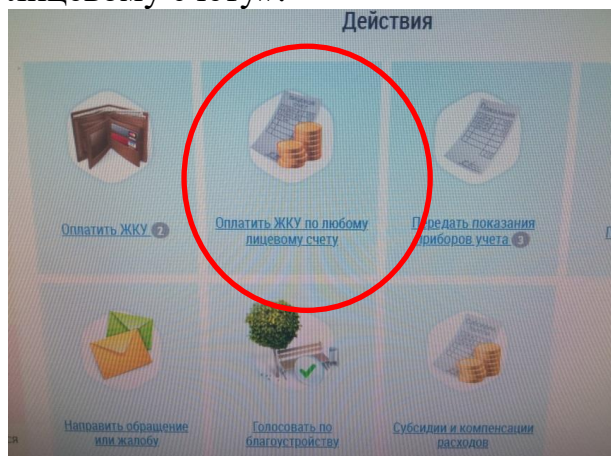 Действия
Оплатить ЖКУ 2
Оплатить ЖКУ по любому
лицевому счету
Передать показания
приборов учета 3
Направить обращение
или жалобу
Голосовать по
благоустройству
Субсидии и компенсации
расходов